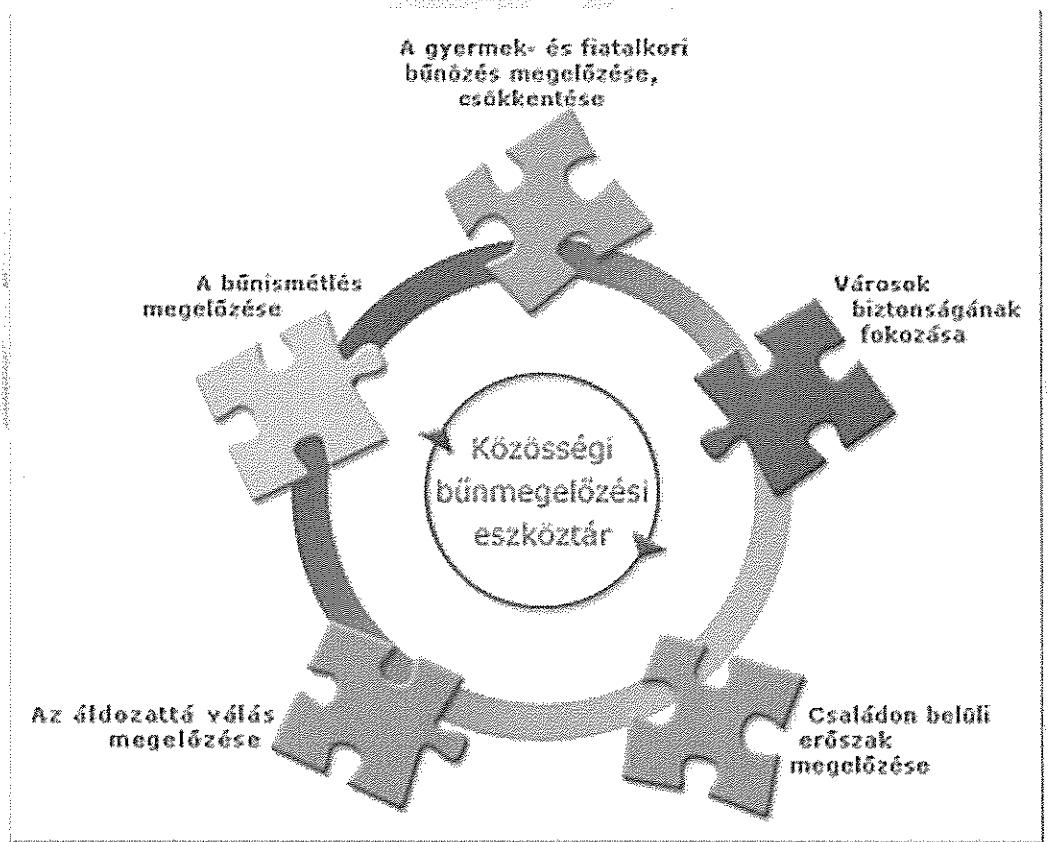 A gyermek- és fiatalkori
bűnözés megelőzése,
csökkentése
A bűnismétlés
megelőzése
Városok
biztonságának
fokozása
Közösségi
bűnmegelőzési
eszköztár
Az áldozattá válás
megelőzése
Családon belüli
erőszak
megelőzése